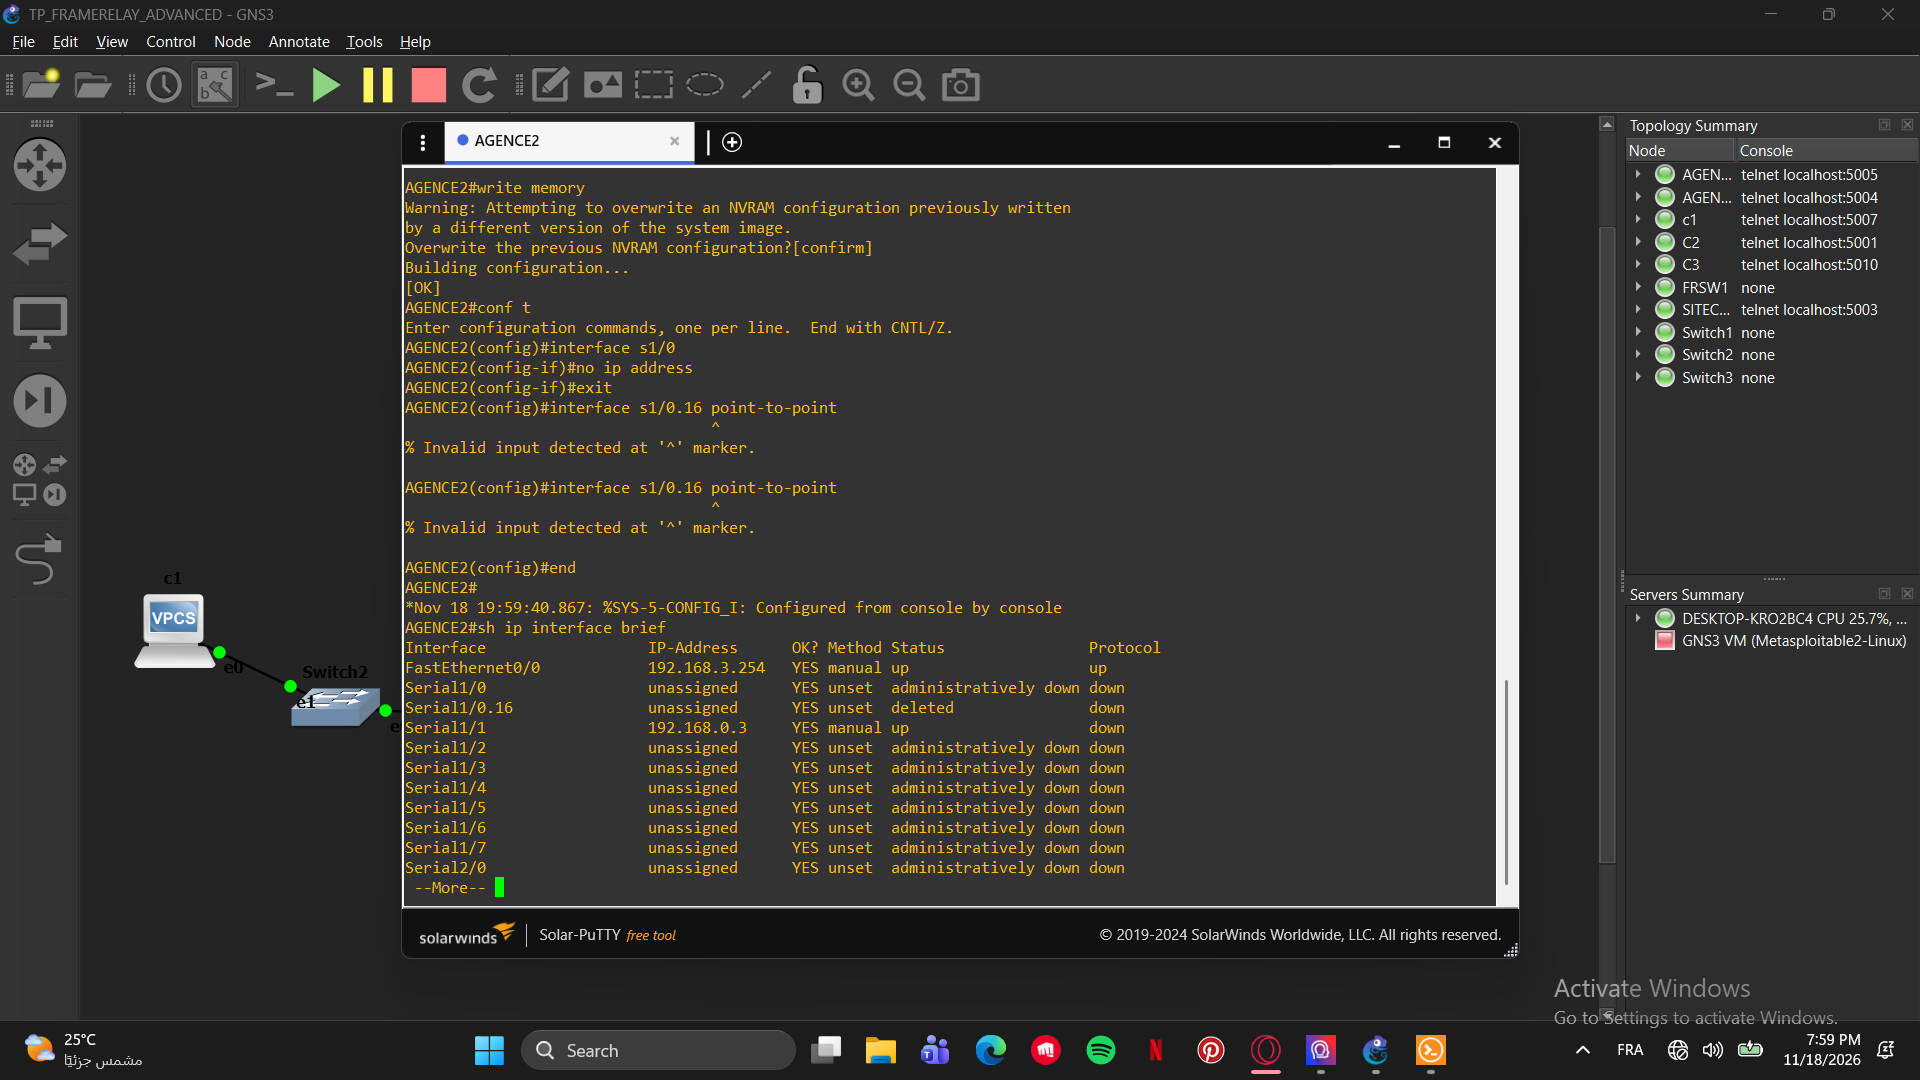 TP_FRAMERELAY_ADVANCED - GNS3
File Edit View Control Node Annotate Tools Help
AGENCE2
AGENCE2#write memory
Warning: Attempting to overwrite an NVRAM configuration previously written
by a different version of the system image.
Overwrite the previous NVRAM configuration?[confirm]
Building configuration...
[OK]
AGENCE2#conf t
Enter configuration commands, one per line.  End with CNTL/Z.
AGENCE2(config)#interface s1/0
AGENCE2(config-if)#no ip address
AGENCE2(config-if)#exit
AGENCE2(config)#interface s1/0.16 point-to-point
^
% Invalid input detected at '^' marker.
AGENCE2(config)#interface s1/0.16 point-to-point
^
% Invalid input detected at '^' marker.
AGENCE2(config)#end
AGENCE2#
*Nov 18 19:59:40.867: %SYS-5-CONFIG_I: Configured from console by console
AGENCE2#sh ip interface brief
Interface IP-Address OK? Method Status Protocol
FastEthernet0/0 192.168.3.254 YES manual up up
Serial1/0 unassigned YES unset administratively down down
Serial1/0.16 unassigned YES unset deleted down
Serial1/1 192.168.0.3 YES manual up down
Serial1/2 unassigned YES unset administratively down down
Serial1/3 unassigned YES unset administratively down down
Serial1/4 unassigned YES unset administratively down down
Serial1/5 unassigned YES unset administratively down down
Serial1/6 unassigned YES unset administratively down down
Serial1/7 unassigned YES unset administratively down down
Serial2/0 unassigned YES unset administratively down down
--More--
solarwinds Solar-PuTTY free tool
© 2019-2024 SolarWinds Worldwide, LLC. All rights reserved.
c1
VPCS
e0
Switch2
e1
e
Topology Summary
Node Console
AGEN... telnet localhost:5005
AGEN... telnet localhost:5004
c1 telnet localhost:5007
C2 telnet localhost:5001
C3 telnet localhost:5010
FRSW1 none
SITEC... telnet localhost:5003
Switch1 none
Switch2 none
Switch3 none
Servers Summary
DESKTOP-KRO2BC4 CPU 25.7%, ...
GNS3 VM (Metasploitable2-Linux)
Activate Windows
Go to Settings to activate Windows.
25°C
مشمس جزئيًا
Search
FRA
7:59 PM
11/18/2026